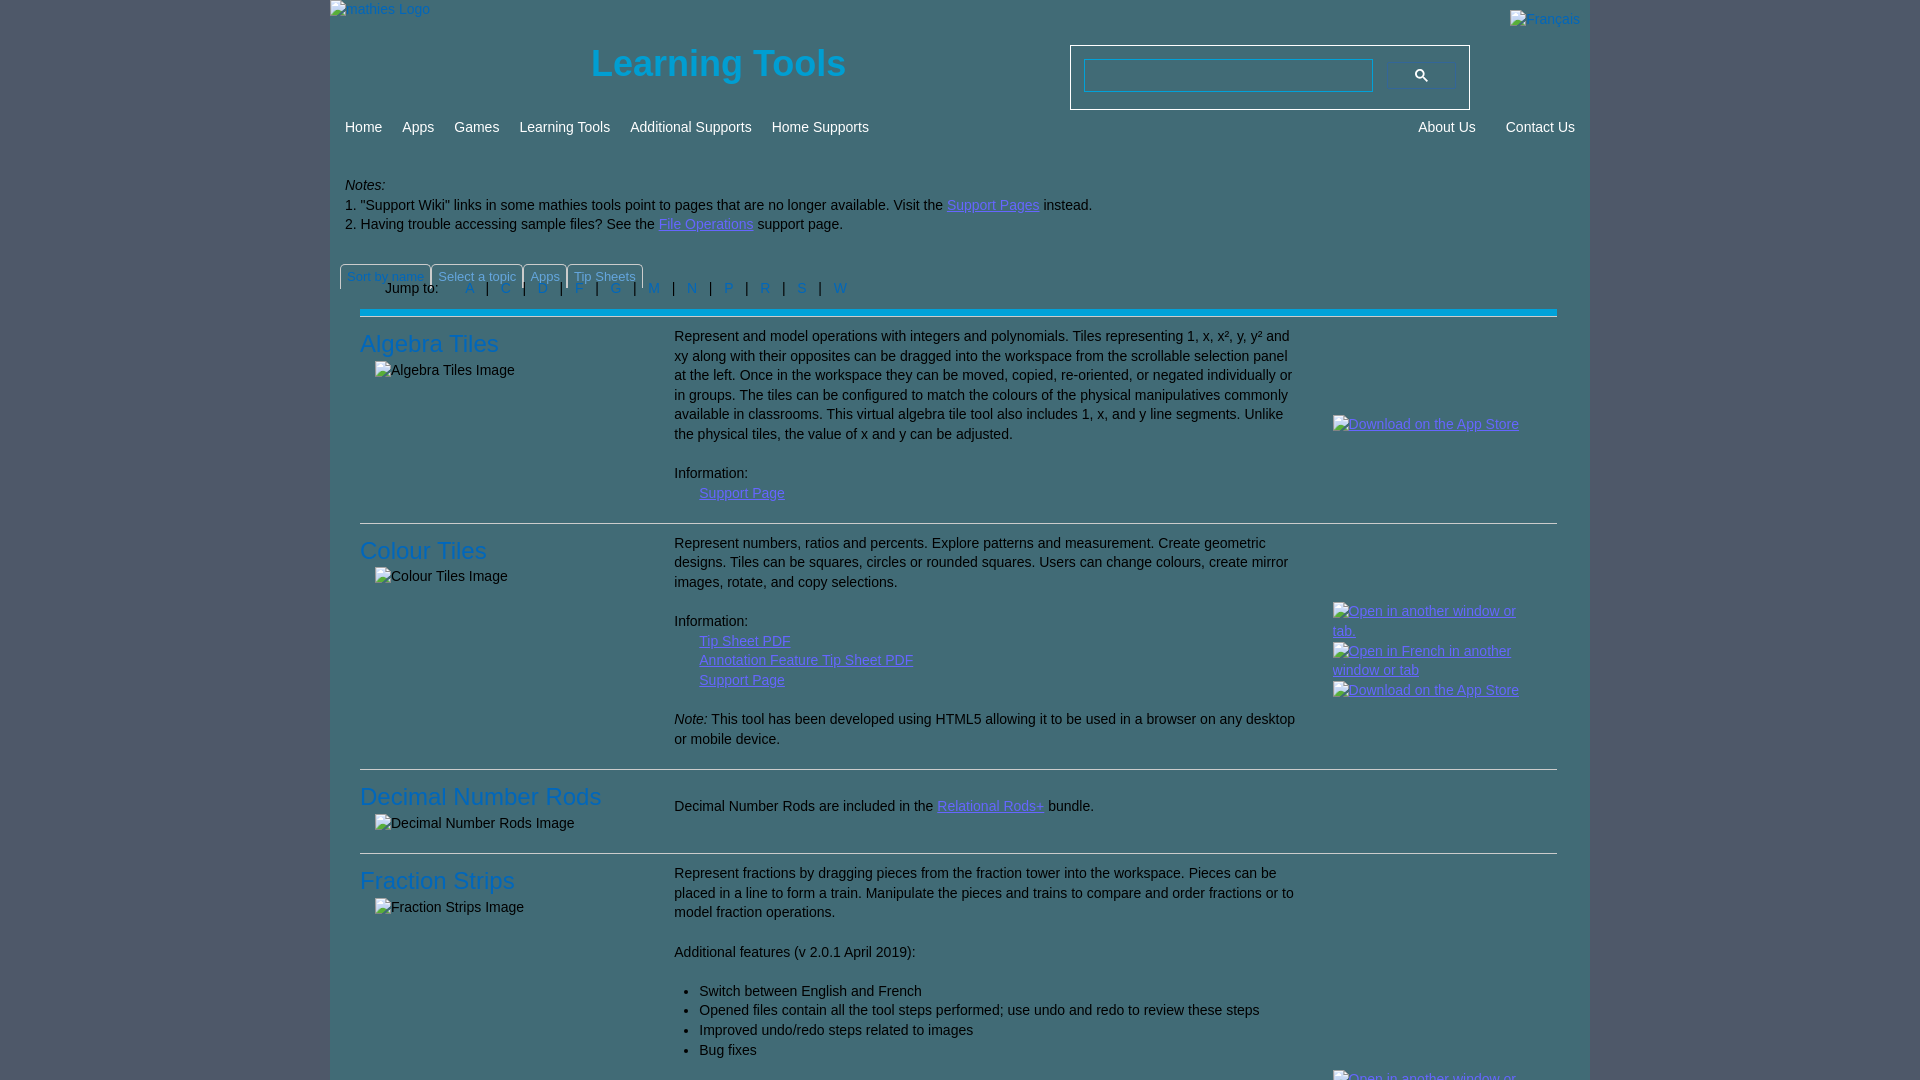 mathies Logo
Français
Learning Tools
Home Apps Games Learning Tools Additional Supports Home Supports About Us Contact Us
Notes:
1. "Support Wiki" links in some mathies tools point to pages that are no longer available. Visit the Support Pages instead.
2. Having trouble accessing sample files? See the File Operations support page.
Sort by name Select a topic Apps Tip Sheets
Jump to: A | C | D | F | G | M | N | P | R | S | W
Algebra Tiles
Algebra Tiles Image
Represent and model operations with integers and polynomials. Tiles representing 1, x, x², y, y² and
xy along with their opposites can be dragged into the workspace from the scrollable selection panel
at the left. Once in the workspace they can be moved, copied, re-oriented, or negated individually or
in groups. The tiles can be configured to match the colours of the physical manipulatives commonly
available in classrooms. This virtual algebra tile tool also includes 1, x, and y line segments. Unlike
the physical tiles, the value of x and y can be adjusted.
Information:
Support Page
Download on the App Store
Colour Tiles
Colour Tiles Image
Represent numbers, ratios and percents. Explore patterns and measurement. Create geometric
designs. Tiles can be squares, circles or rounded squares. Users can change colours, create mirror
images, rotate, and copy selections.
Information:
Tip Sheet PDF
Annotation Feature Tip Sheet PDF
Support Page
Note: This tool has been developed using HTML5 allowing it to be used in a browser on any desktop
or mobile device.
Open in another window or
tab.
Open in French in another
window or tab
Download on the App Store
Decimal Number Rods
Decimal Number Rods Image
Decimal Number Rods are included in the Relational Rods+ bundle.
Fraction Strips
Fraction Strips Image
Represent fractions by dragging pieces from the fraction tower into the workspace. Pieces can be
placed in a line to form a train. Manipulate the pieces and trains to compare and order fractions or to
model fraction operations.
Additional features (v 2.0.1 April 2019):
• Switch between English and French
• Opened files contain all the tool steps performed; use undo and redo to review these steps
• Improved undo/redo steps related to images
• Bug fixes
Open in another window or